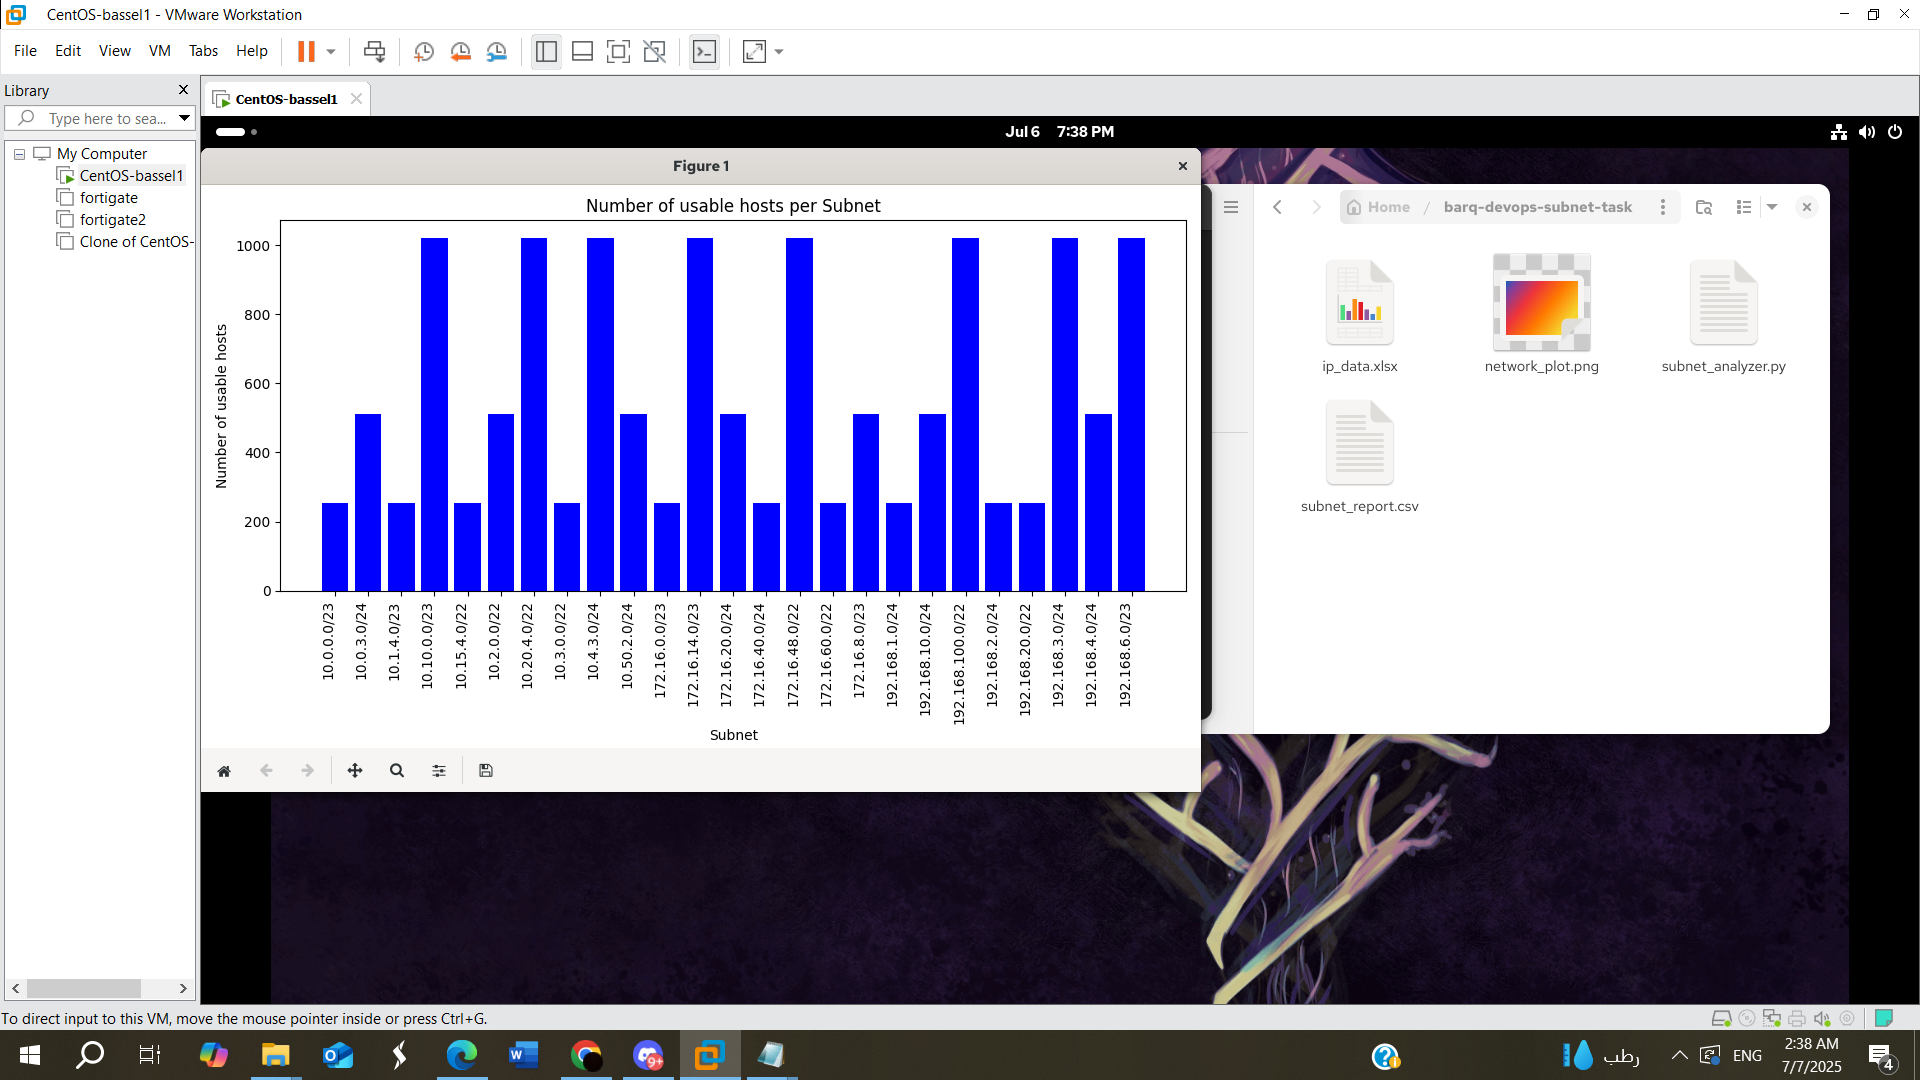 CentOS-bassel1 - VMware Workstation
File Edit View VM Tabs Help
Library
Type here to sea...
My Computer
CentOS-bassel1
fortigate
fortigate2
Clone of CentOS-
CentOS-bassel1
Jul 6 7:38 PM
Figure 1
Number of usable hosts per Subnet
Number of usable hosts
1000
800
600
400
200
0
10.0.0.0/23
10.0.3.0/24
10.1.4.0/23
10.10.0.0/23
10.15.4.0/22
10.2.0.0/22
10.20.4.0/22
10.3.0.0/22
10.4.3.0/24
10.50.2.0/24
172.16.0.0/23
172.16.14.0/23
172.16.20.0/24
172.16.40.0/24
172.16.48.0/22
172.16.60.0/22
172.16.8.0/23
192.168.1.0/24
192.168.10.0/24
192.168.100.0/22
192.168.2.0/24
192.168.20.0/22
192.168.3.0/24
192.168.4.0/24
192.168.6.0/23
Subnet
Home / barq-devops-subnet-task
ip_data.xlsx
network_plot.png
subnet_analyzer.py
subnet_report.csv
To direct input to this VM, move the mouse pointer inside or press Ctrl+G.
9+
رطب
ENG
2:38 AM
7/7/2025
4